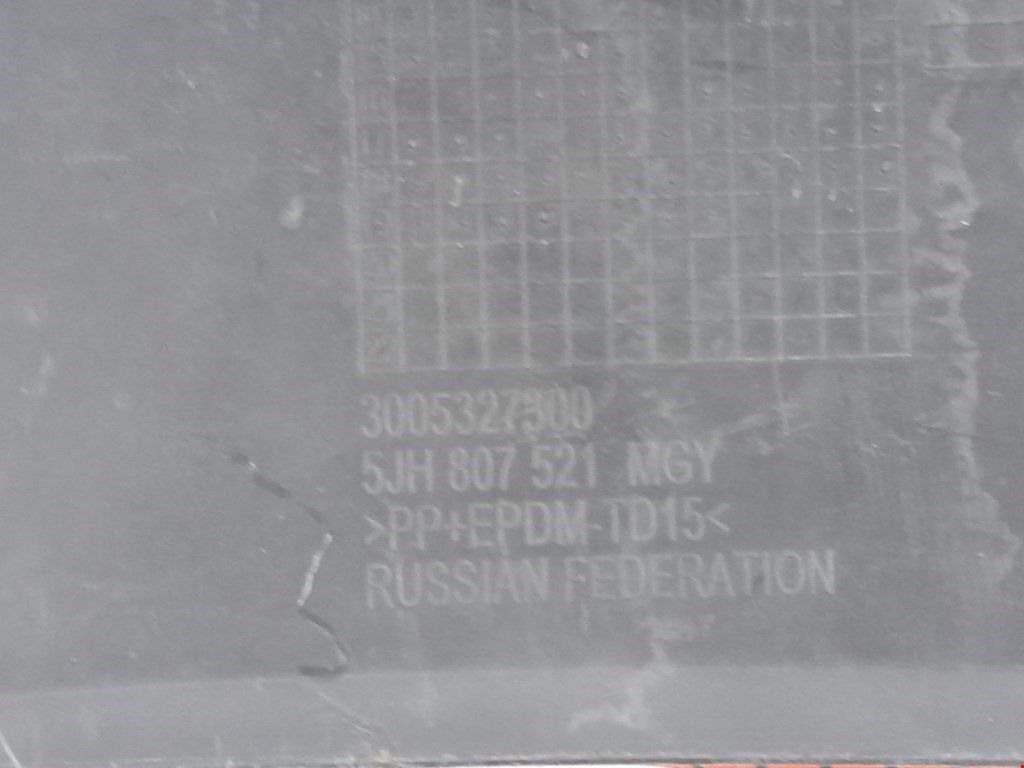 3005327300
5JH 807 521 MGY
>PP+EPDM-TD15<
RUSSIAN FEDERATION